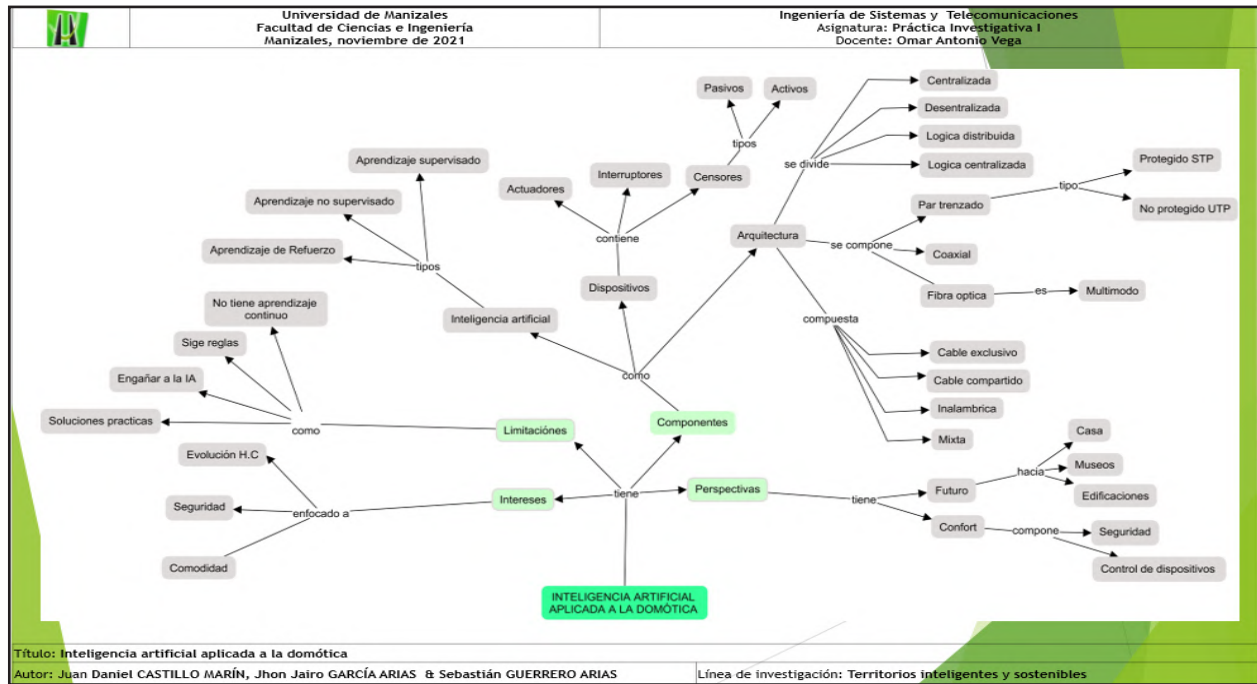 Universidad de Manizales
Facultad de Ciencias e Ingeniería
Manizales, noviembre de 2021
Ingeniería de Sistemas y Telecomunicaciones
Asignatura: Práctica Investigativa I
Docente: Omar Antonio Vega
Pasivos
Activos
tipos
Centralizada
Desentralizada
Logica distribuida
Logica centralizada
se divide
Aprendizaje supervisado
Aprendizaje no supervisado
Aprendizaje de Refuerzo
tipos
Actuadores
Interruptores
Censores
contiene
Dispositivos
Arquitectura
se compone
Par trenzado
tipo
Protegido STP
No protegido UTP
Coaxial
Fibra optica
es
Multimodo
No tiene aprendizaje
continuo
Sige reglas
Engañar a la IA
Soluciones practicas
como
Inteligencia artificial
como
compuesta
Cable exclusivo
Cable compartido
Inalambrica
Mixta
Limitaciónes
Componentes
Evolución H.C
Seguridad
enfocado a
Comodidad
Intereses
tiene
Perspectivas
tiene
Futuro
hacia
Casa
Museos
Edificaciones
Confort
compone
Seguridad
Control de dispositivos
INTELIGENCIA ARTIFICIAL
APLICADA A LA DOMÓTICA
Título: Inteligencia artificial aplicada a la domótica
Autor: Juan Daniel CASTILLO MARÍN, Jhon Jairo GARCÍA ARIAS & Sebastián GUERRERO ARIAS
Línea de investigación: Territorios inteligentes y sostenibles